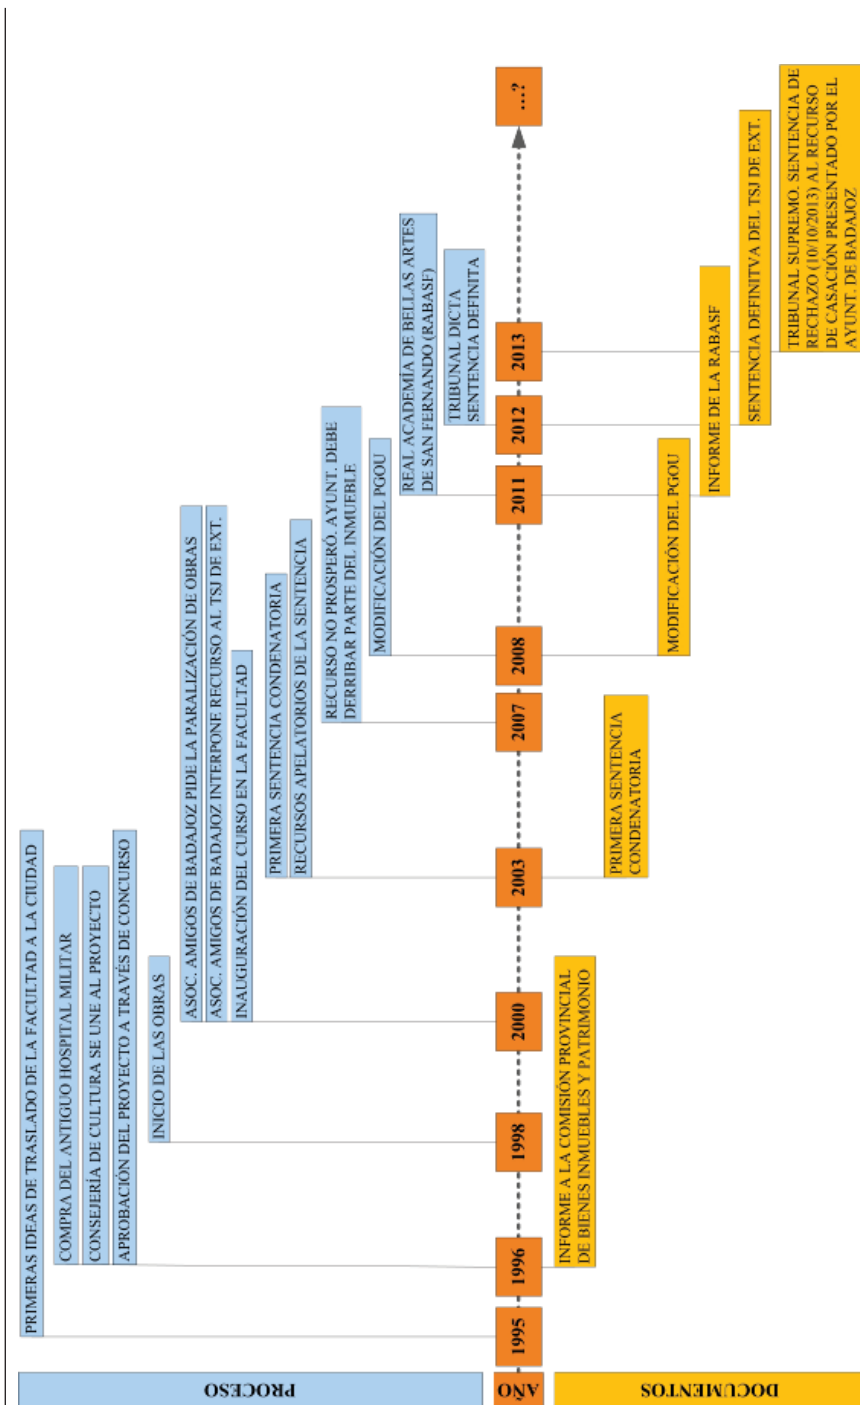 PROCESO
PRIMERAS IDEAS DE TRASLADO DE LA FACULTAD A LA CIUDAD
COMPRA DEL ANTIGUO HOSPITAL MILITAR
CONSEJERÍA DE CULTURA SE UNE AL PROYECTO
APROBACIÓN DEL PROYECTO A TRAVÉS DE CONCURSO
INICIO DE LAS OBRAS
ASOC. AMIGOS DE BADAJOZ PIDE LA PARALIZACIÓN DE OBRAS
ASOC. AMIGOS DE BADAJOZ INTERPONE RECURSO AL TSJ DE EXT.
INAUGURACIÓN DEL CURSO EN LA FACULTAD
PRIMERA SENTENCIA CONDENATORIA
RECURSOS APELATORIOS DE LA SENTENCIA
RECURSO NO PROSPERÓ. AYUNT. DEBE
DERRIBAR PARTE DEL INMUEBLE
MODIFICACIÓN DEL PGOU
REAL ACADEMÍA DE BELLAS ARTES
DE SAN FERNANDO (RABASF)
TRIBUNAL DICTA
SENTENCIA DEFINITA
AÑO
1995
1996
1998
2000
2003
2007
2008
2011
2012
2013
...?
DOCUMENTOS
INFORME A LA COMISIÓN PROVINCIAL
DE BIENES INMUEBLES Y PATRIMONIO
PRIMERA SENTENCIA
CONDENATORIA
MODIFICACIÓN DEL PGOU
INFORME DE LA RABASF
SENTENCIA DEFINITVA DEL TSJ DE EXT.
TRIBUNAL SUPREMO. SENTENCIA DE
RECHAZO (10/10/2013) AL RECURSO
DE CASACIÓN PRESENTADO POR EL
AYUNT. DE BADAJOZ